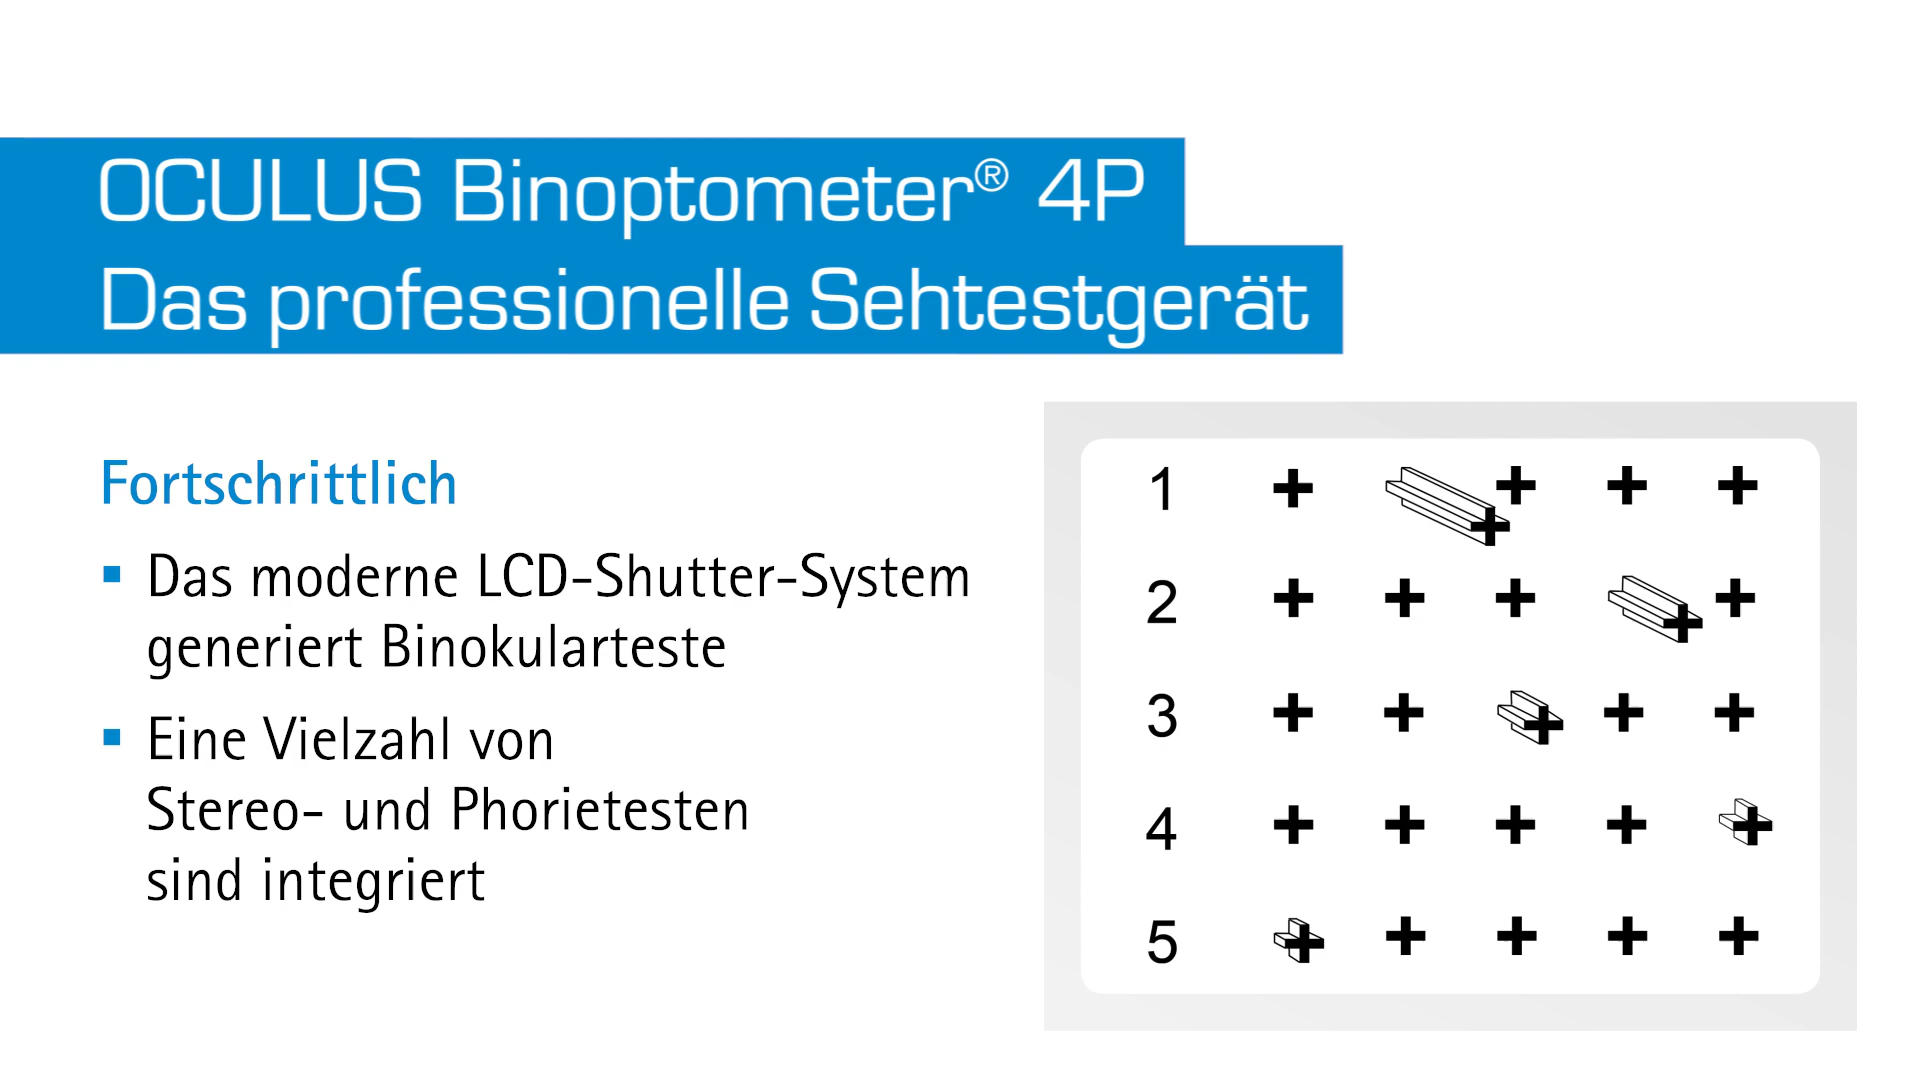 OCULUS Binoptometer® 4P
Das professionelle Sehtestgerät
Fortschrittlich
▪ Das moderne LCD-Shutter-System
generiert Binokularteste
▪ Eine Vielzahl von
Stereo- und Phorietesten
sind integriert
1 + + + + +
2 + + + + +
3 + + + + +
4 + + + + +
5 + + + + +